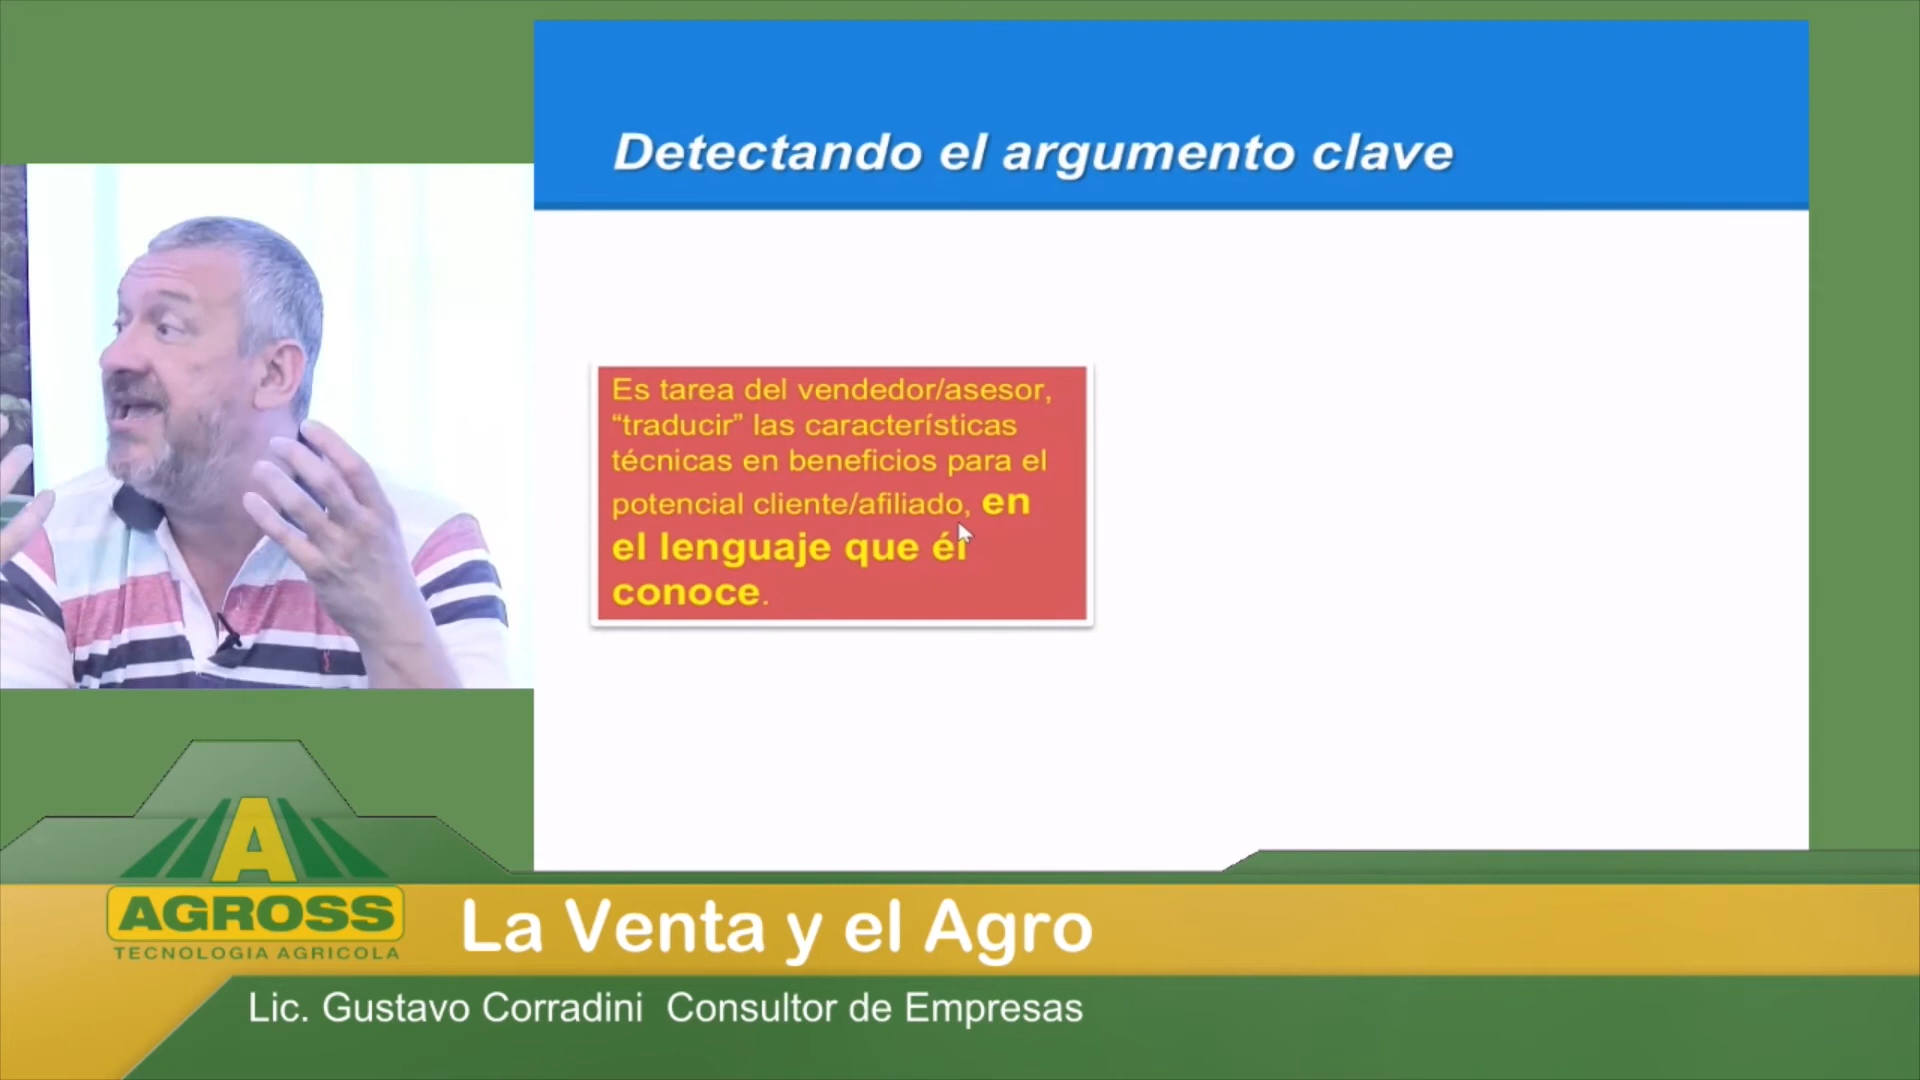 Detectando el argumento clave
Es tarea del vendedor/asesor,
“traducir” las características
técnicas en beneficios para el
potencial cliente/afiliado, en
el lenguaje que él
conoce.
A
AGROSS
TECNOLOGIA AGRICOLA
La Venta y el Agro
Lic. Gustavo Corradini Consultor de Empresas